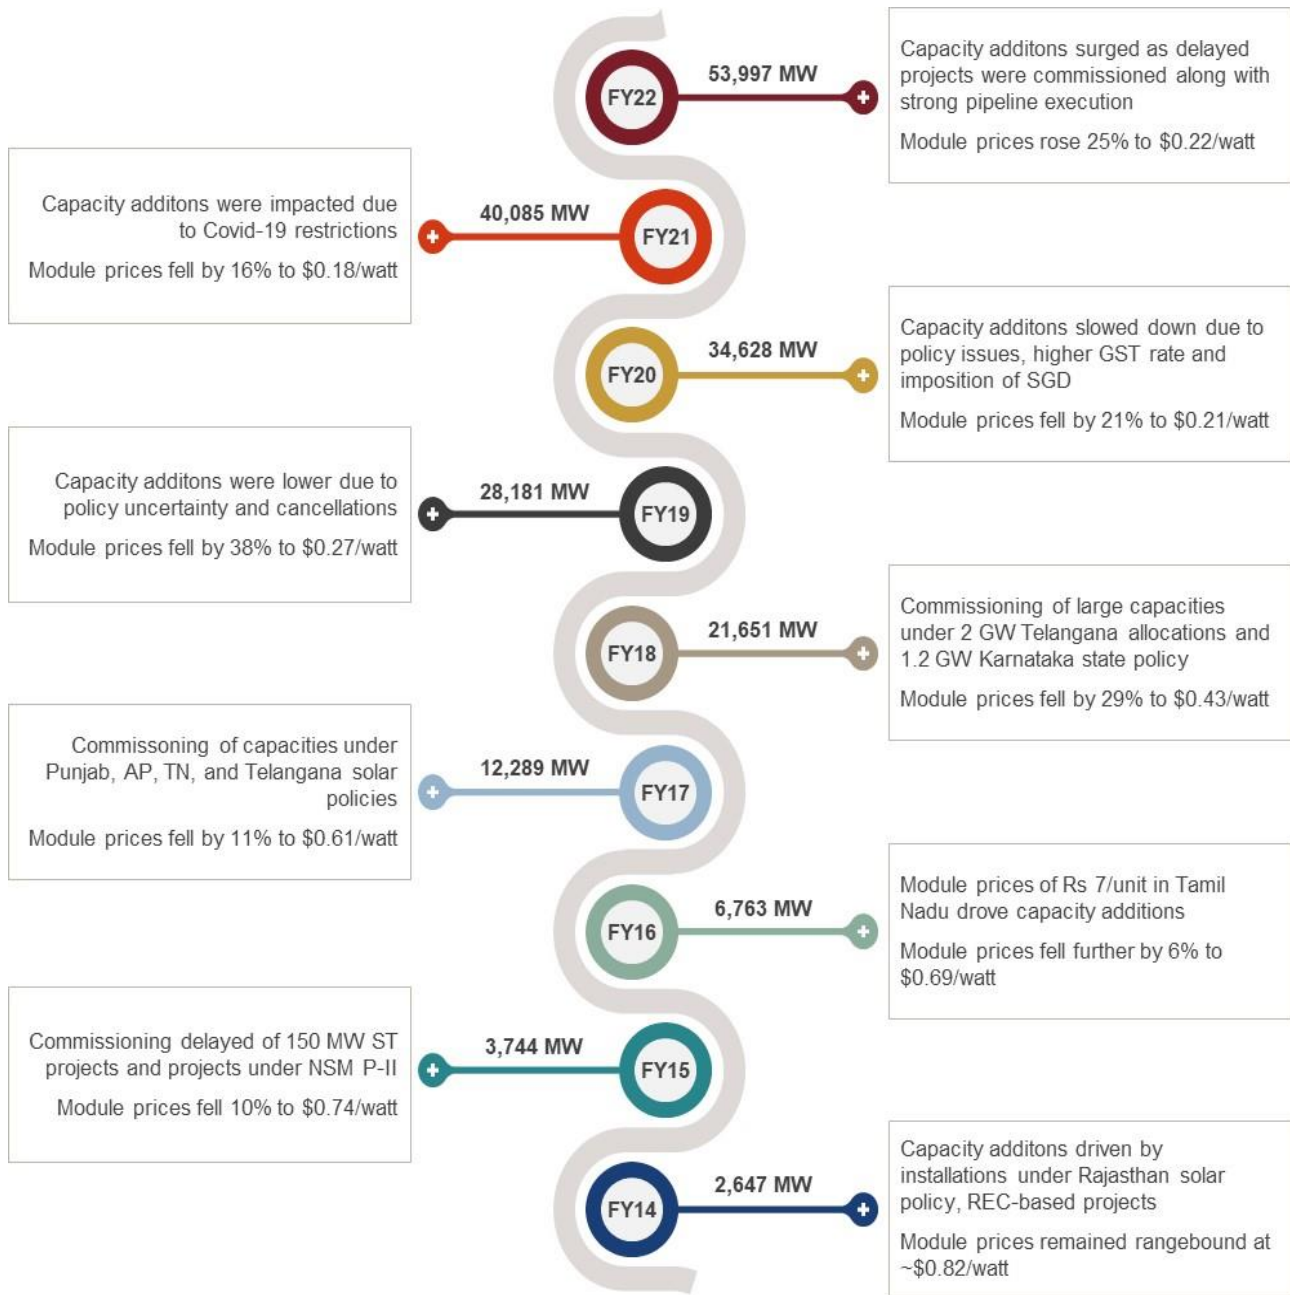 53,997 MW
FY22
Capacity additons surged as delayed
projects were commissioned along with
strong pipeline execution
Module prices rose 25% to $0.22/watt
Capacity additons were impacted due
to Covid-19 restrictions
Module prices fell by 16% to $0.18/watt
40,085 MW
FY21
34,628 MW
FY20
Capacity additons slowed down due to
policy issues, higher GST rate and
imposition of SGD
Module prices fell by 21% to $0.21/watt
Capacity additons were lower due to
policy uncertainty and cancellations
Module prices fell by 38% to $0.27/watt
28,181 MW
FY19
21,651 MW
FY18
Commissioning of large capacities
under 2 GW Telangana allocations and
1.2 GW Karnataka state policy
Module prices fell by 29% to $0.43/watt
Commissoning of capacities under
Punjab, AP, TN, and Telangana solar
policies
Module prices fell by 11% to $0.61/watt
12,289 MW
FY17
6,763 MW
FY16
Module prices of Rs 7/unit in Tamil
Nadu drove capacity additions
Module prices fell further by 6% to
$0.69/watt
Commissioning delayed of 150 MW ST
projects and projects under NSM P-II
Module prices fell 10% to $0.74/watt
3,744 MW
FY15
2,647 MW
FY14
Capacity additons driven by
installations under Rajasthan solar
policy, REC-based projects
Module prices remained rangebound at
~$0.82/watt